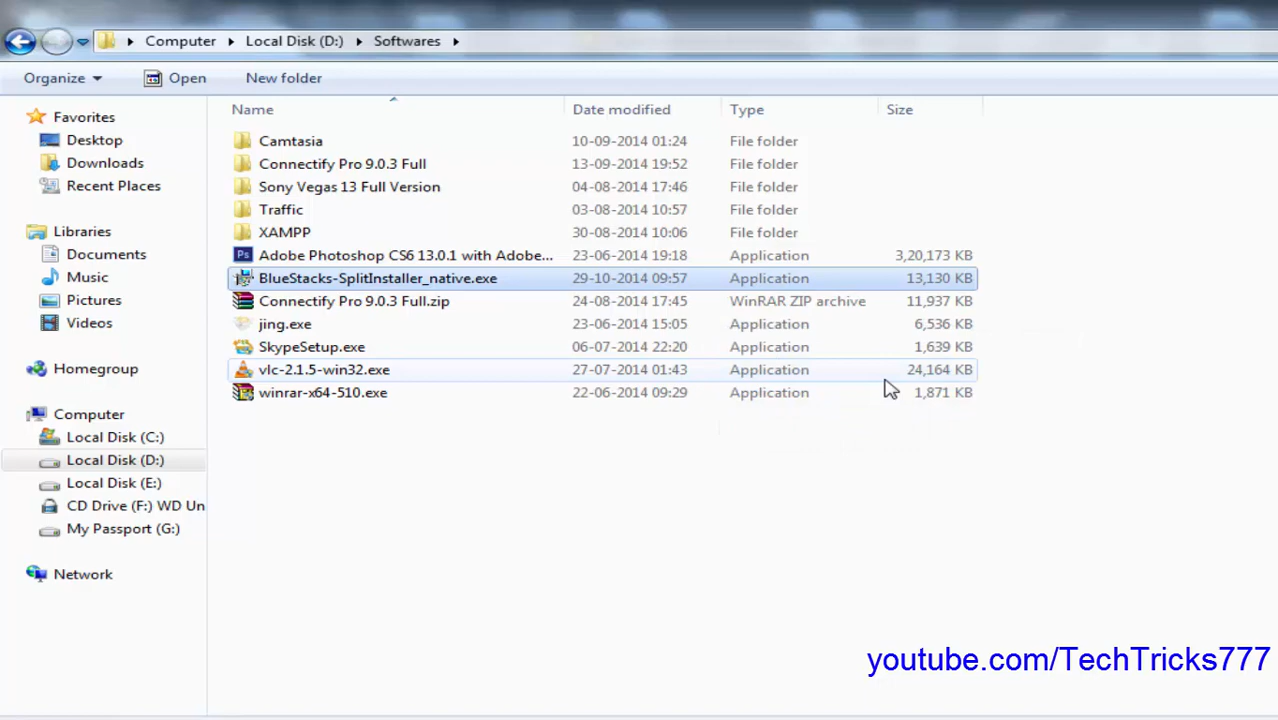 Computer Local Disk (D:) Softwares
Organize Open New folder
Name Date modified Type Size
Favorites
Desktop
Downloads
Recent Places
Libraries
Documents
Music
Pictures
Videos
Homegroup
Computer
Local Disk (C:)
Local Disk (D:)
Local Disk (E:)
CD Drive (F:) WD Un
My Passport (G:)
Network
Camtasia 10-09-2014 01:24 File folder
Connectify Pro 9.0.3 Full 13-09-2014 19:52 File folder
Sony Vegas 13 Full Version 04-08-2014 17:46 File folder
Traffic 03-08-2014 10:57 File folder
XAMPP 30-08-2014 10:06 File folder
Ps Adobe Photoshop CS6 13.0.1 with Adobe... 23-06-2014 19:18 Application 3,20,173 KB
BlueStacks-SplitInstaller_native.exe 29-10-2014 09:57 Application 13,130 KB
Connectify Pro 9.0.3 Full.zip 24-08-2014 17:45 WinRAR ZIP archive 11,937 KB
jing.exe 23-06-2014 15:05 Application 6,536 KB
SkypeSetup.exe 06-07-2014 22:20 Application 1,639 KB
vlc-2.1.5-win32.exe 27-07-2014 01:43 Application 24,164 KB
winrar-x64-510.exe 22-06-2014 09:29 Application 1,871 KB
youtube.com/TechTricks777